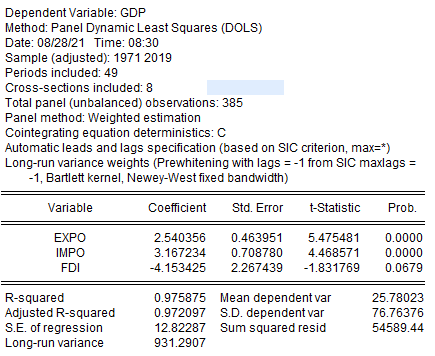 Dependent Variable: GDP
Method: Panel Dynamic Least Squares (DOLS)
Date: 08/28/21 Time: 08:30
Sample (adjusted): 1971 2019
Periods included: 49
Cross-sections included: 8
Total panel (unbalanced) observations: 385
Panel method: Weighted estimation
Cointegrating equation deterministics: C
Automatic leads and lags specification (based on SIC criterion, max=*)
Long-run variance weights (Prewhitening with lags = -1 from SIC maxlags =
-1, Bartlett kernel, Newey-West fixed bandwidth)
Variable Coefficient Std. Error t-Statistic Prob.
EXPO 2.540356 0.463951 5.475481 0.0000
IMPO 3.167234 0.708780 4.468571 0.0000
FDI -4.153425 2.267439 -1.831769 0.0679
R-squared 0.975875 Mean dependent var 25.78023
Adjusted R-squared 0.972097 S.D. dependent var 76.76376
S.E. of regression 12.82287 Sum squared resid 54589.44
Long-run variance 931.2907